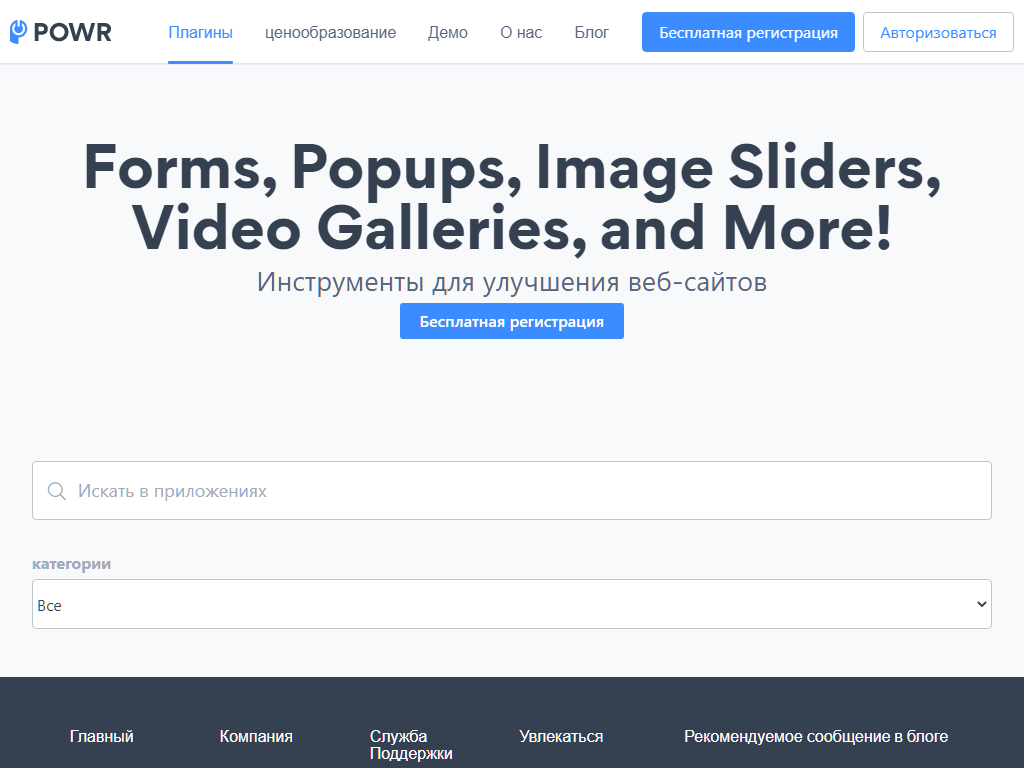 POWR
Плагины
ценообразование
Демо
О нас
Блог
Бесплатная регистрация
Авторизоваться
Forms, Popups, Image Sliders,
Video Galleries, and More!
Инструменты для улучшения веб-сайтов
Бесплатная регистрация
Искать в приложениях
категории
Все
Главный
Компания
Служба
Поддержки
Увлекаться
Рекомендуемое сообщение в блоге